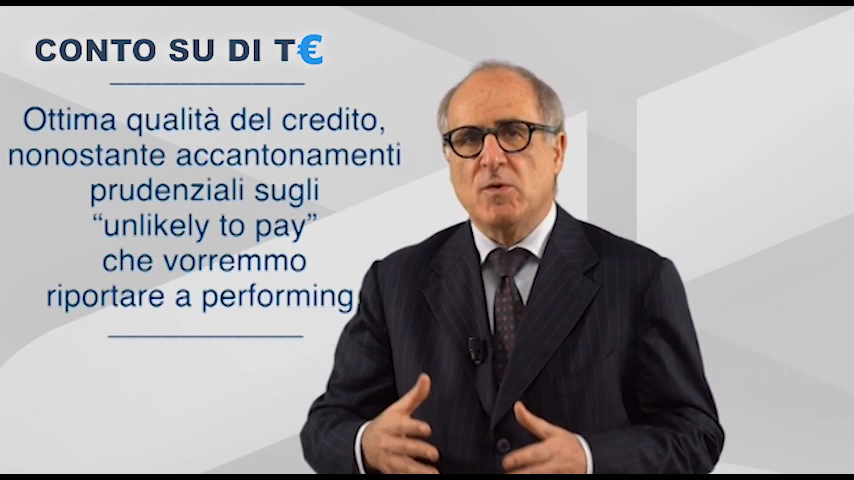 CONTO SU DI T€
Ottima qualità del credito,
nonostante accantonamenti
prudenziali sugli
“unlikely to pay”
che vorremmo
riportare a performing